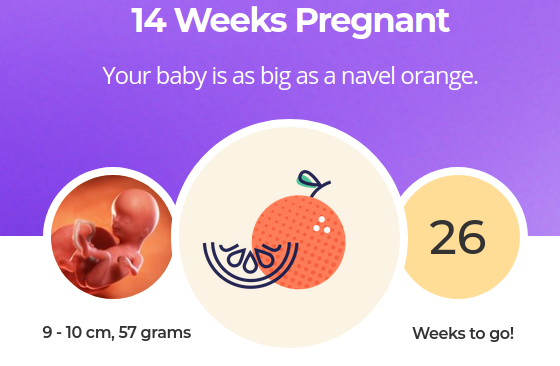 14 Weeks Pregnant
Your baby is as big as a navel orange.
26
9 - 10 cm, 57 grams
Weeks to go!